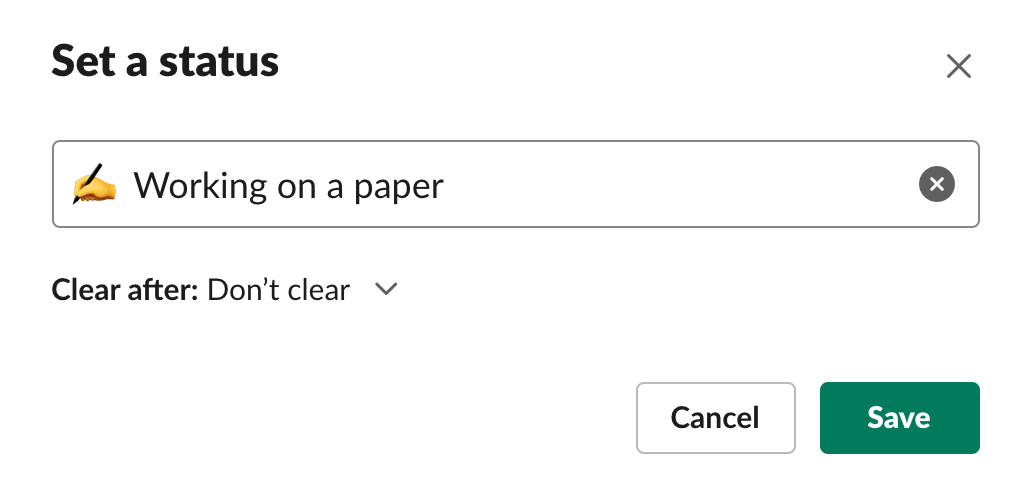 Set a status
✍️ Working on a paper
Clear after: Don’t clear
Cancel Save